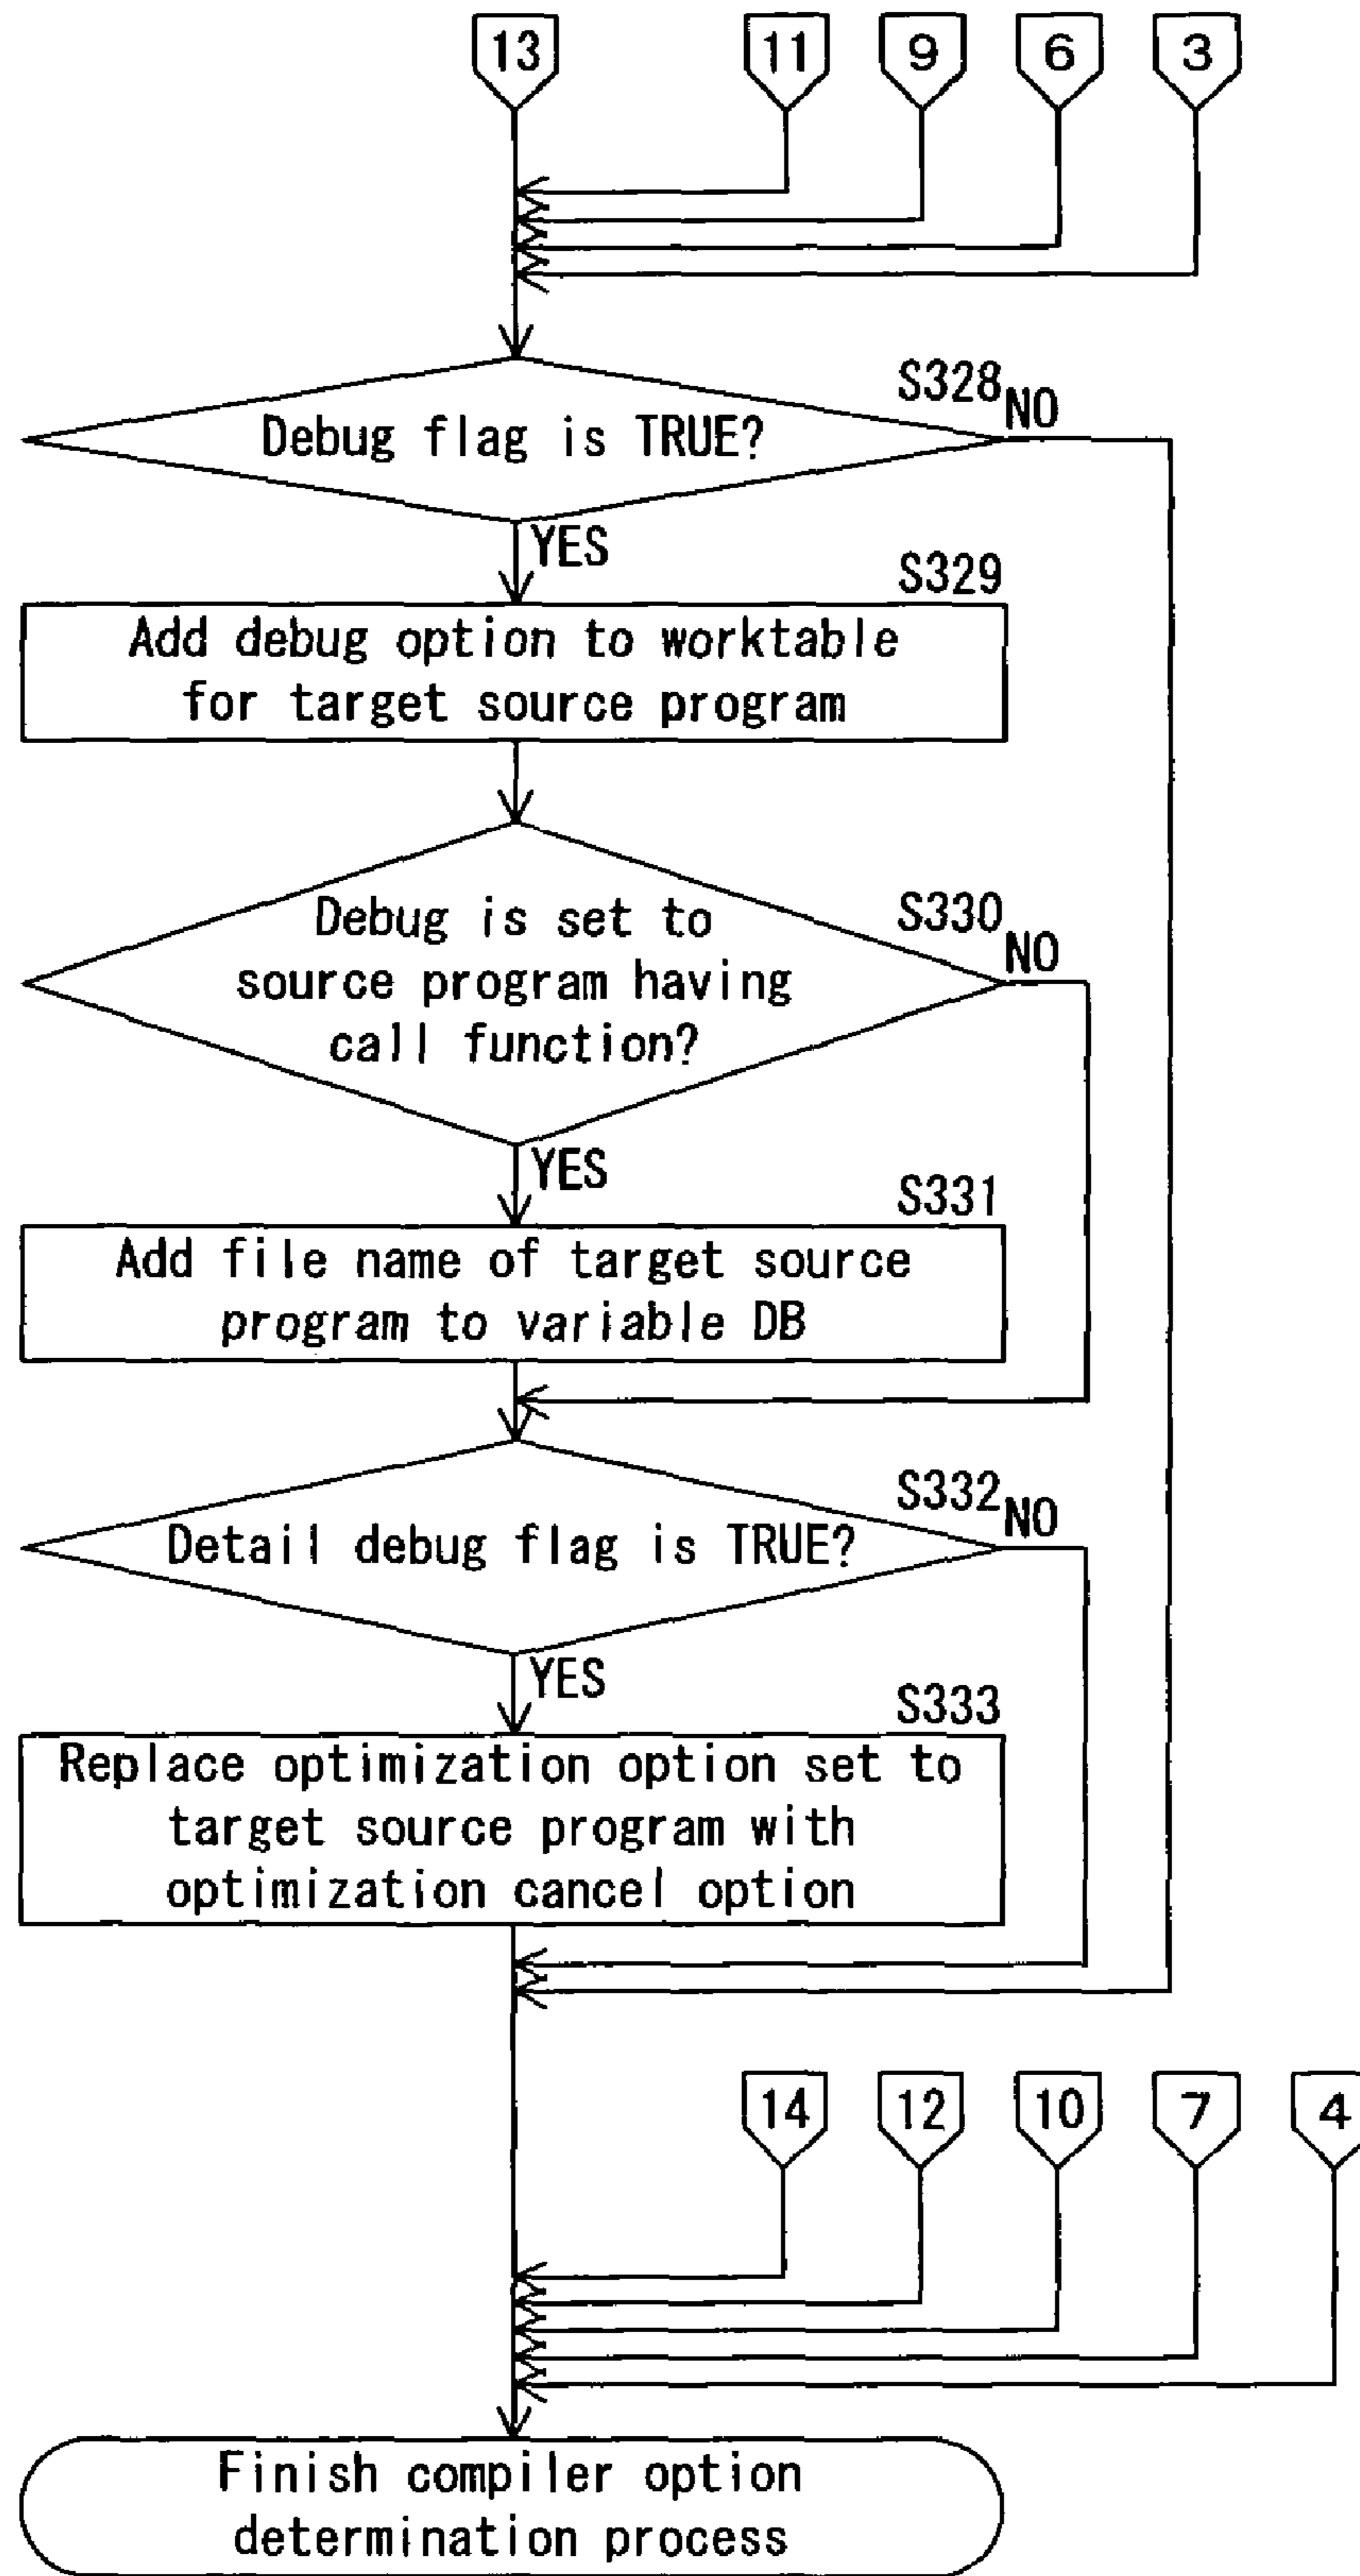 13 11 9 6 3
S328
NO
Debug flag is TRUE?
YES
S329
Add debug option to worktable
for target source program
S330
NO
Debug is set to
source program having
call function?
YES
S331
Add file name of target source
program to variable DB
S332
NO
Detail debug flag is TRUE?
YES
S333
Replace optimization option set to
target source program with
optimization cancel option
14 12 10 7 4
Finish compiler option
determination process